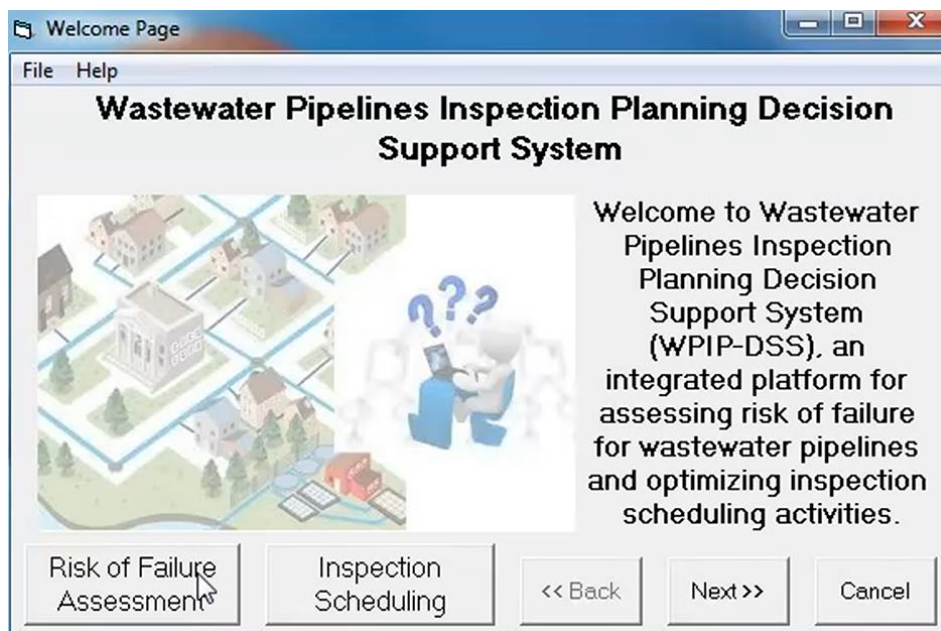 Welcome Page
File Help
Wastewater Pipelines Inspection Planning Decision
Support System
Welcome to Wastewater
Pipelines Inspection
Planning Decision
Support System
(WPIP-DSS), an
integrated platform for
assessing risk of failure
for wastewater pipelines
and optimizing inspection
scheduling activities.
???
Risk of Failure
Assessment
Inspection
Scheduling
<< Back
Next >>
Cancel